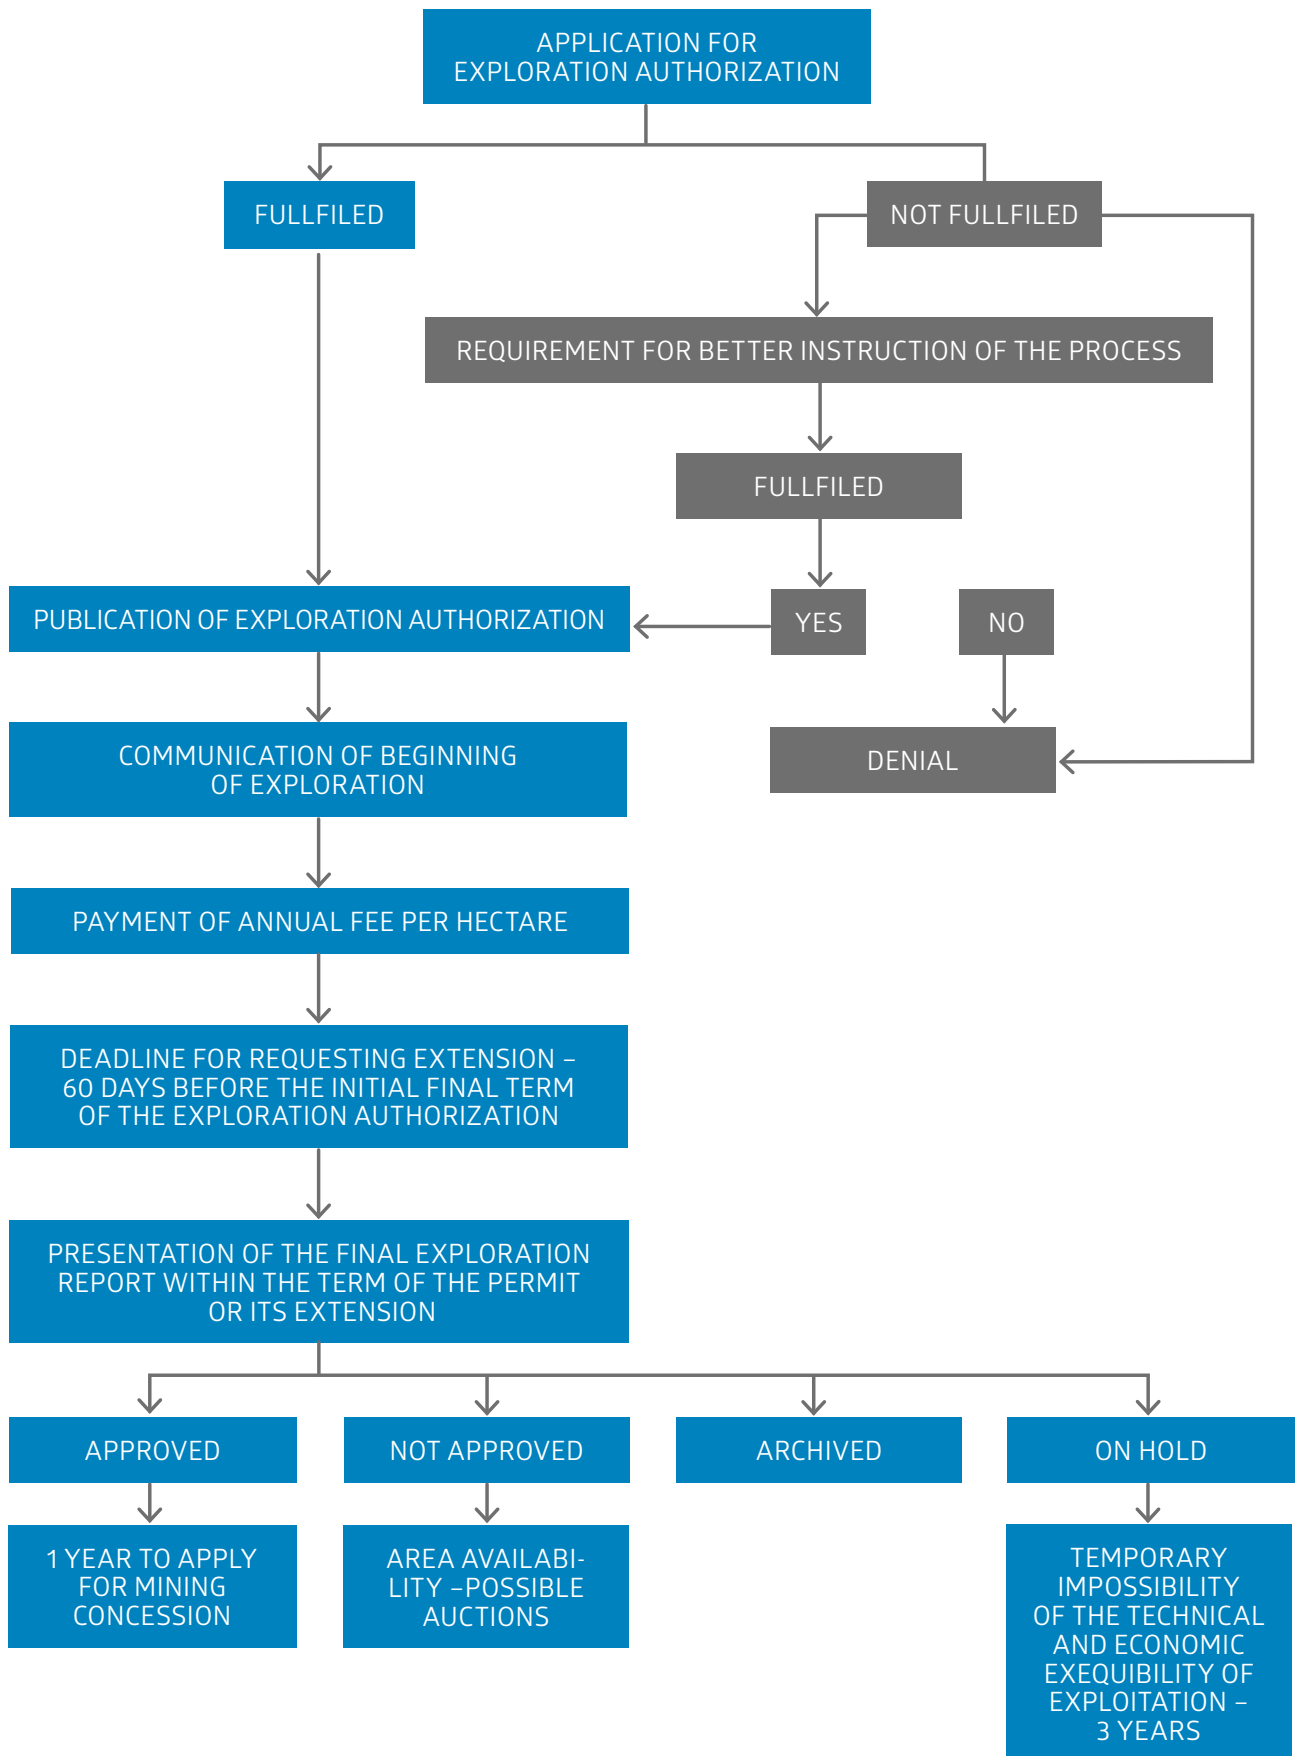 APPLICATION FOR
EXPLORATION AUTHORIZATION
FULLFILED
NOT FULLFILED
REQUIREMENT FOR BETTER INSTRUCTION OF THE PROCESS
FULLFILED
PUBLICATION OF EXPLORATION AUTHORIZATION
YES
NO
COMMUNICATION OF BEGINNING
OF EXPLORATION
DENIAL
PAYMENT OF ANNUAL FEE PER HECTARE
DEADLINE FOR REQUESTING EXTENSION –
60 DAYS BEFORE THE INITIAL FINAL TERM
OF THE EXPLORATION AUTHORIZATION
PRESENTATION OF THE FINAL EXPLORATION
REPORT WITHIN THE TERM OF THE PERMIT
OR ITS EXTENSION
APPROVED
NOT APPROVED
ARCHIVED
ON HOLD
1 YEAR TO APPLY
FOR MINING
CONCESSION
AREA AVAILABI-
LITY –POSSIBLE
AUCTIONS
TEMPORARY
IMPOSSIBILITY
OF THE TECHNICAL
AND ECONOMIC
EXEQUIBILITY OF
EXPLOITATION –
3 YEARS